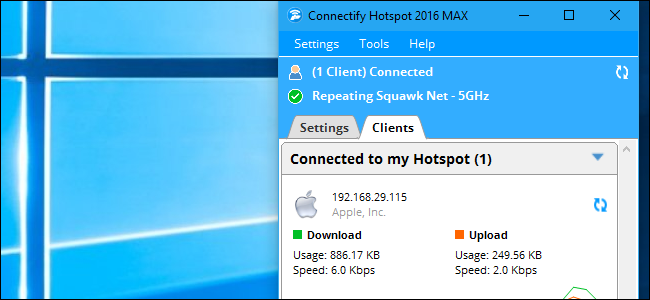 Connectify Hotspot 2016 MAX
Settings Tools Help
(1 Client) Connected
Repeating Squawk Net - 5GHz
Settings Clients
Connected to my Hotspot (1)
192.168.29.115
Apple, Inc.
Download Upload
Usage: 886.17 KB Usage: 249.56 KB
Speed: 6.0 Kbps Speed: 2.0 Kbps